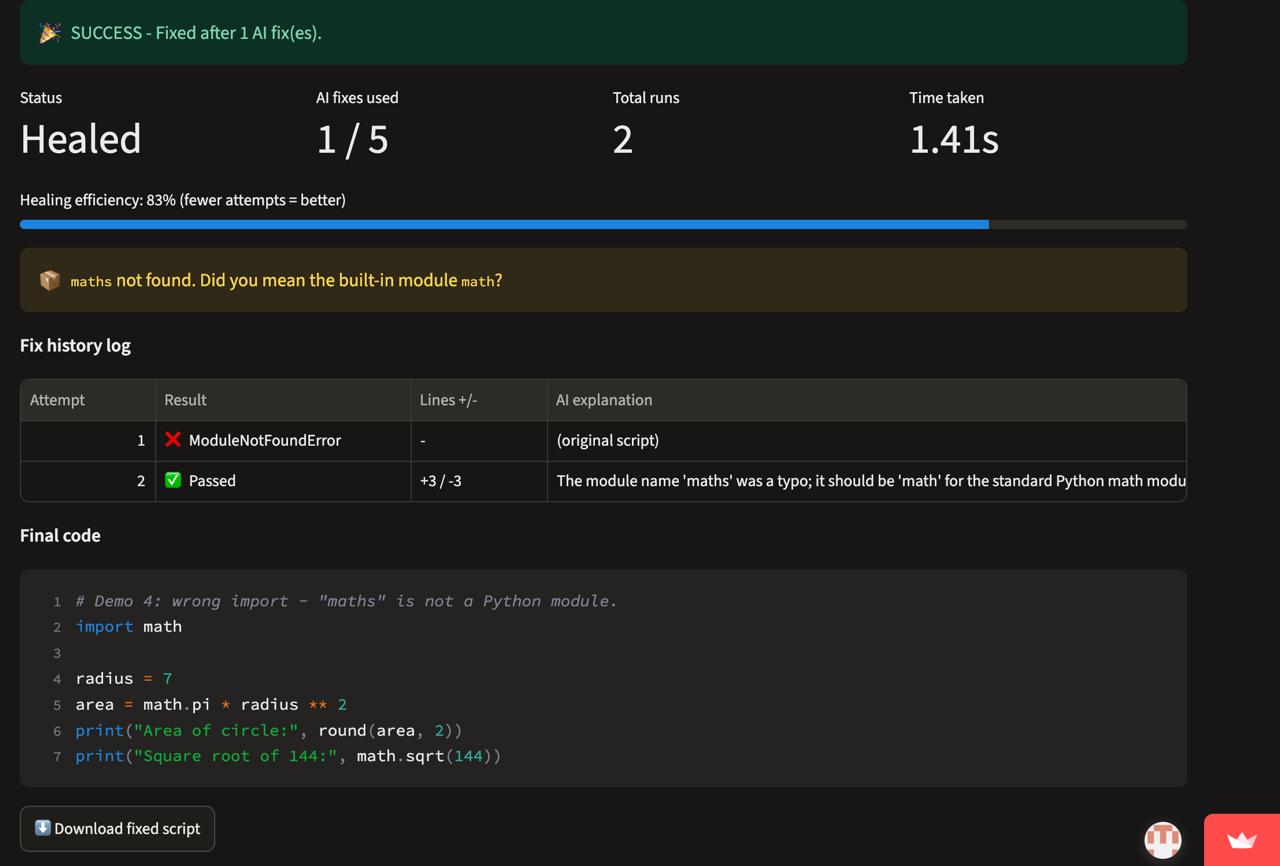 🎉 SUCCESS - Fixed after 1 AI fix(es).
Status AI fixes used Total runs Time taken
Healed 1 / 5 2 1.41s
Healing efficiency: 83% (fewer attempts = better)
📦 maths not found. Did you mean the built-in module math?
Fix history log
Attempt Result Lines +/- AI explanation
1 ❌ ModuleNotFoundError - (original script)
2 ✅ Passed +3 / -3 The module name 'maths' was a typo; it should be 'math' for the standard Python math modu
Final code
1 # Demo 4: wrong import - "maths" is not a Python module.
2 import math
3
4 radius = 7
5 area = math.pi * radius ** 2
6 print("Area of circle:", round(area, 2))
7 print("Square root of 144:", math.sqrt(144))
⬇️ Download fixed script